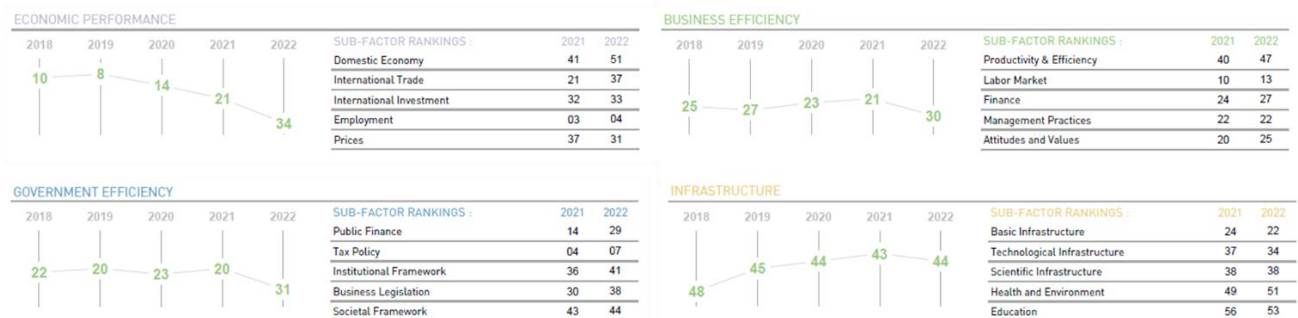 ECONOMIC PERFORMANCE
2018 2019 2020 2021 2022
10 8 14 21 34
SUB-FACTOR RANKINGS : 2021 2022
Domestic Economy 41 51
International Trade 21 37
International Investment 32 33
Employment 03 04
Prices 37 31
BUSINESS EFFICIENCY
2018 2019 2020 2021 2022
25 27 23 21 30
SUB-FACTOR RANKINGS : 2021 2022
Productivity & Efficiency 40 47
Labor Market 10 13
Finance 24 27
Management Practices 22 22
Attitudes and Values 20 25
GOVERNMENT EFFICIENCY
2018 2019 2020 2021 2022
22 20 23 20 31
SUB-FACTOR RANKINGS : 2021 2022
Public Finance 14 29
Tax Policy 04 07
Institutional Framework 36 41
Business Legislation 30 38
Societal Framework 43 44
INFRASTRUCTURE
2018 2019 2020 2021 2022
48 45 44 43 44
SUB-FACTOR RANKINGS : 2021 2022
Basic Infrastructure 24 22
Technological Infrastructure 37 34
Scientific Infrastructure 38 38
Health and Environment 49 51
Education 56 53